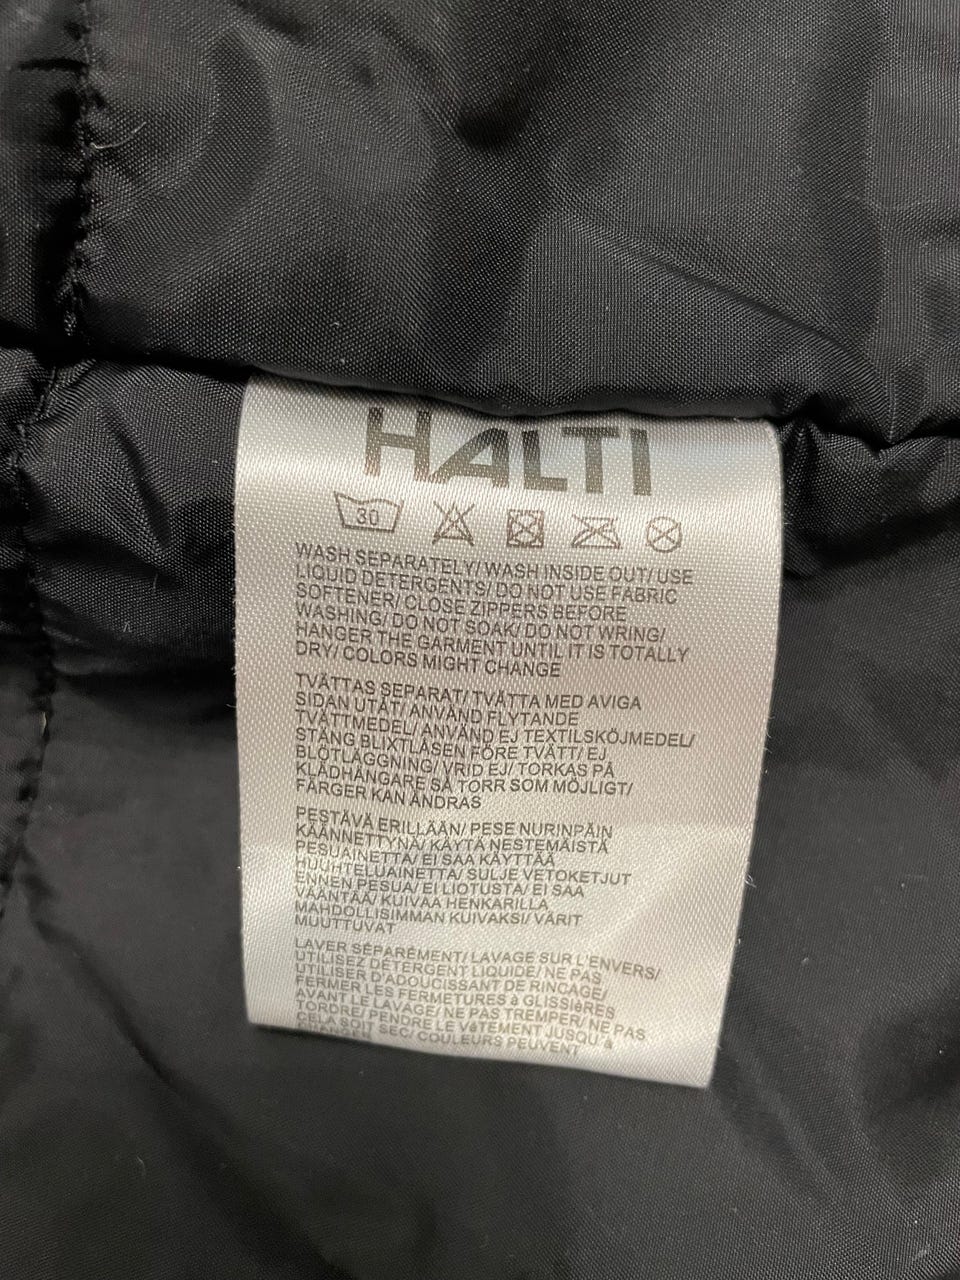 HALTI
30
WASH SEPARATELY/ WASH INSIDE OUT/ USE
LIQUID DETERGENTS/ DO NOT USE FABRIC
SOFTENER/ CLOSE ZIPPERS BEFORE
WASHING/ DO NOT SOAK/ DO NOT WRING/
HANGER THE GARMENT UNTIL IT IS TOTALLY
DRY/ COLORS MIGHT CHANGE
TVÄTTAS SEPARAT/ TVÄTTA MED AVIGA
SIDAN UTÅT/ ANVÄND FLYTANDE
TVÄTTMEDEL/ ANVÄND EJ TEXTILSKÖJMEDEL/
STÄNG BLIXTLÅSEN FÖRE TVÄTT/ EJ
BLÖTLÄGGNING/ VRID EJ/ TORKAS PÅ
KLÄDHÄNGARE SÅ TORR SOM MÖJLIGT/
FÄRGER KAN ÄNDRAS
PESTÄVÄ ERILLÄÄN/ PESE NURINPÄIN
KÄÄNNETTYNÄ/ KÄYTÄ NESTEMÄISTÄ
PESUAINETTA/ EI SAA KÄYTTÄÄ
HUUHTELUAINETTA/ SULJE VETOKETJUT
ENNEN PESUA/ EI LIOTUSTA/ EI SAA
VÄÄNTÄÄ/ KUIVAA HENKARILLA
MAHDOLLISIMMAN KUIVAKSI/ VÄRIT
MUUTTUVAT
LAVER SÉPARÉMENT/ LAVAGE SUR L'ENVERS/
UTILISEZ DÉTERGENT LIQUIDE/ NE PAS
UTILISER D'ADOUCISSANT DE RINCAGE/
FERMER LES FERMETURES à GLISSIèRES
AVANT LE LAVAGE/ NE PAS TREMPER/ NE PAS
TORDRE/ PENDRE LE VêTEMENT JUSQU'à
CELA SOIT SEC/ COULEURS PEUVENT